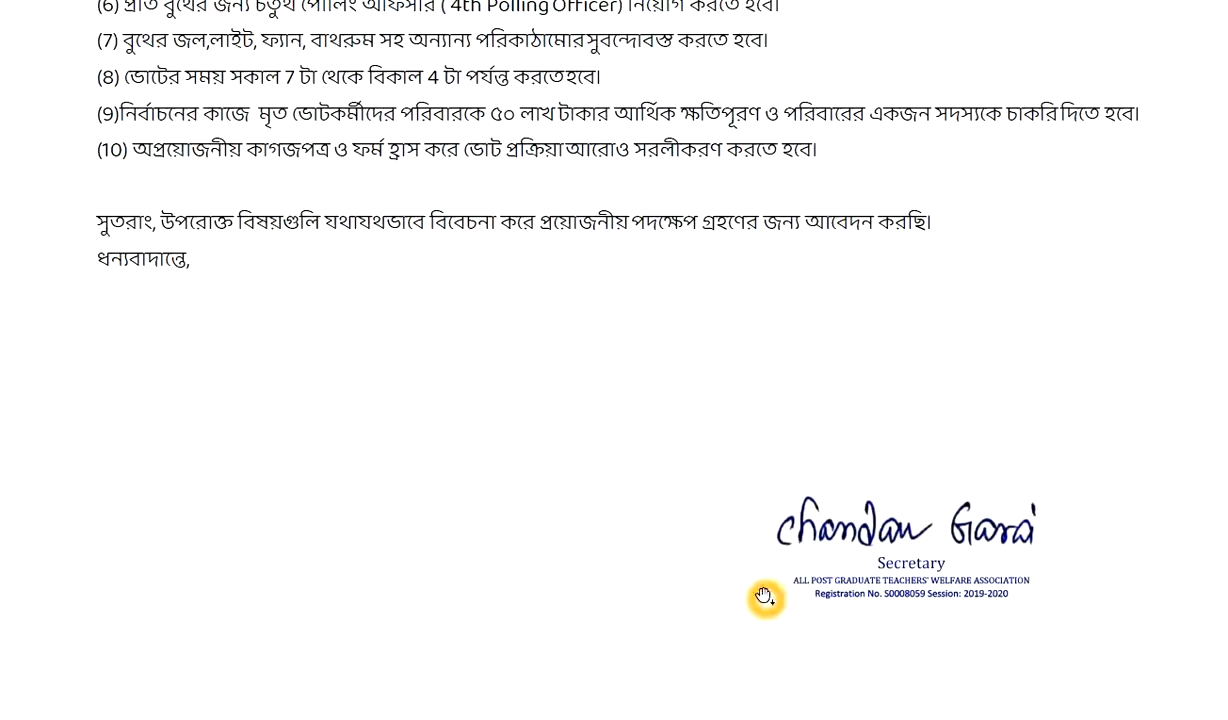 (6) প্রতি বুথের জন্য চতুর্থ পোলিং অফিসার ( 4th Polling Officer) নিয়োগ করতে হবে।
(7) বুথের জল,লাইট, ফ্যান, বাথরুম সহ অন্যান্য পরিকাঠামোর সুবন্দোবস্ত করতে হবে।
(8) ভোটের সময় সকাল 7 টা থেকে বিকাল 4 টা পর্যন্ত করতে হবে।
(9)নির্বাচনের কাজে মৃত ভোটকর্মীদের পরিবারকে ৫০ লাখ টাকার আর্থিক ক্ষতিপূরণ ও পরিবারের একজন সদস্যকে চাকরি দিতে হবে।
(10) অপ্রয়োজনীয় কাগজপত্র ও ফর্ম হ্রাস করে ভোট প্রক্রিয়া আরোও সরলীকরণ করতে হবে।
সুতরাং, উপরোক্ত বিষয়গুলি যথাযথভাবে বিবেচনা করে প্রয়োজনীয় পদক্ষেপ গ্রহণের জন্য আবেদন করছি।
ধন্যবাদান্তে,
Chandan Garai
Secretary
ALL POST GRADUATE TEACHERS' WELFARE ASSOCIATION
Registration No. S0008059 Session: 2019-2020